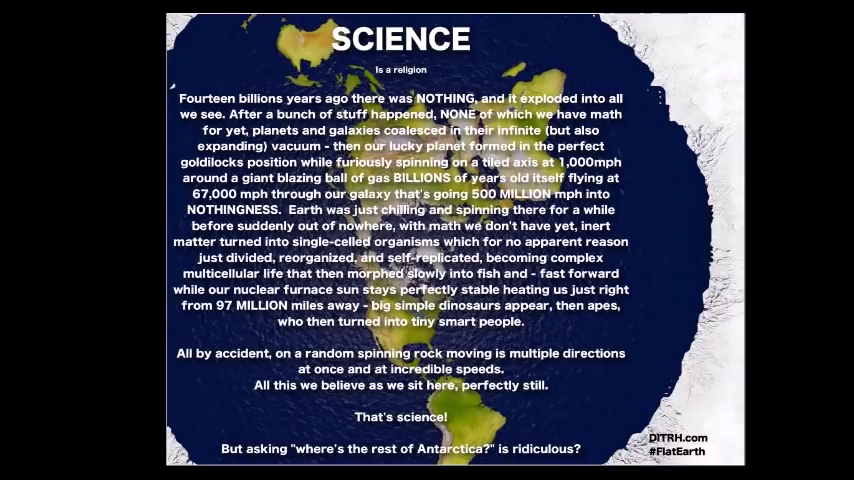 SCIENCE
Is a religion
Fourteen billions years ago there was NOTHING, and it exploded into all
we see. After a bunch of stuff happened, NONE of which we have math
for yet, planets and galaxies coalesced in their infinite (but also
expanding) vacuum - then our lucky planet formed in the perfect
goldilocks position while furiously spinning on a tiled axis at 1,000mph
around a giant blazing ball of gas BILLIONS of years old itself flying at
67,000 mph through our galaxy that's going 500 MILLION mph into
NOTHINGNESS. Earth was just chilling and spinning there for a while
before suddenly out of nowhere, with math we don't have yet, inert
matter turned into single-celled organisms which for no apparent reason
just divided, reorganized, and self-replicated, becoming complex
multicellular life that then morphed slowly into fish and - fast forward
while our nuclear furnace sun stays perfectly stable heating us just right
from 97 MILLION miles away - big simple dinosaurs appear, then apes,
who then turned into tiny smart people.
All by accident, on a random spinning rock moving is multiple directions
at once and at incredible speeds.
All this we believe as we sit here, perfectly still.
That's science!
But asking "where's the rest of Antarctica?" is ridiculous?
DITRH.com
#FlatEarth